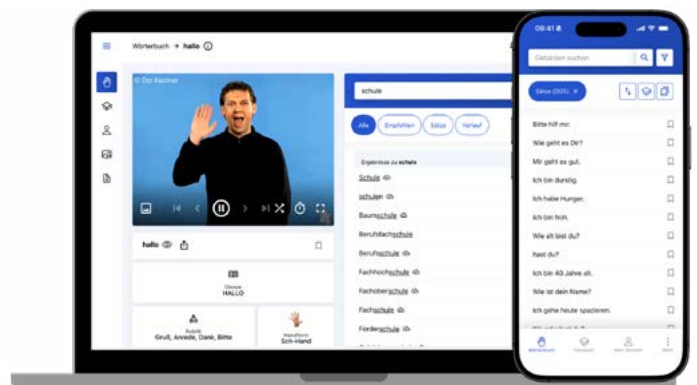 Wörterbuch → hallo
© Der Kestner
hallo
Glosse
HALLO
Rubrik
Gruß, Anrede, Dank, Bitte
Handform
Sch-Hand
schule
Alle
Empfohlen
Sätze
Verlauf
Ergebnisse zu schule
Schule
schulen
Baumschule
Berufsfachschule
Berufsschule
Fachhochschule
Fachoberschule
Fachschule
Förderschule
09:41
Gebärden suchen
Sätze (DGS) ×
Bitte hilf mir.
Wie geht es Dir?
Mir geht es gut.
Ich bin durstig.
Ich habe Hunger.
Ich bin froh.
Wie alt bist du?
Hast du?
Ich bin 40 Jahre alt.
Wie ist dein Name?
Ich gehe heute spazieren.
Wörterbuch
Mein Bereich
Mehr